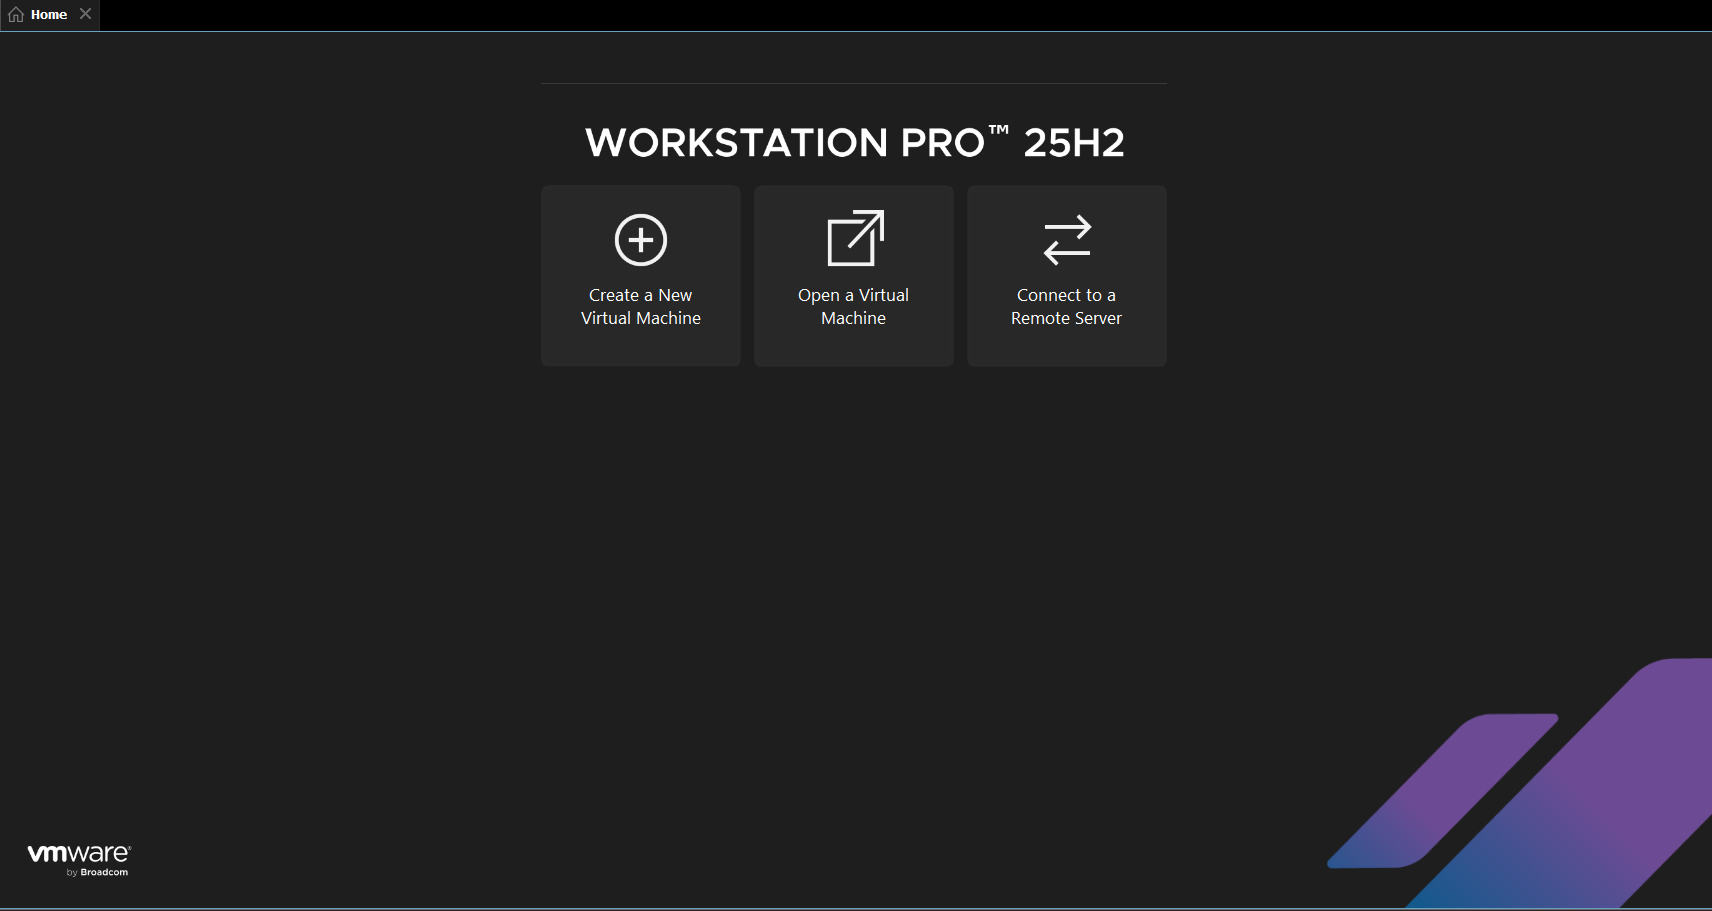 Home
WORKSTATION PRO™ 25H2
Create a New
Virtual Machine
Open a Virtual
Machine
Connect to a
Remote Server
vmware®
by Broadcom